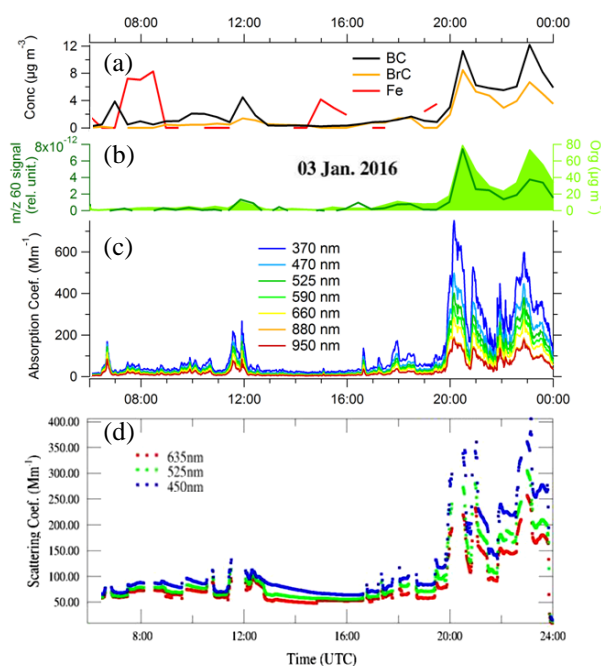 08:00 12:00 16:00 20:00 00:00
12
8
4
0
Conc (µg m⁻³)
(a)
BC
BrC
Fe
8x10⁻¹²
6
4
2
0
m/z 60 signal
(rel. unit.)
(b)
03 Jan. 2016
80
60
40
20
0
Org (µg m⁻³)
600
400
200
0
Absorption Coef. (Mm⁻¹)
(c)
370 nm
470 nm
525 nm
590 nm
660 nm
880 nm
950 nm
08:00 12:00 16:00 20:00 00:00
400.00
350.00
300.00
250.00
200.00
150.00
100.00
50.00
Scattering Coef. (Mm⁻¹)
(d)
635nm
525nm
450nm
8:00 12:00 16:00 20:00 24:00
Time (UTC)